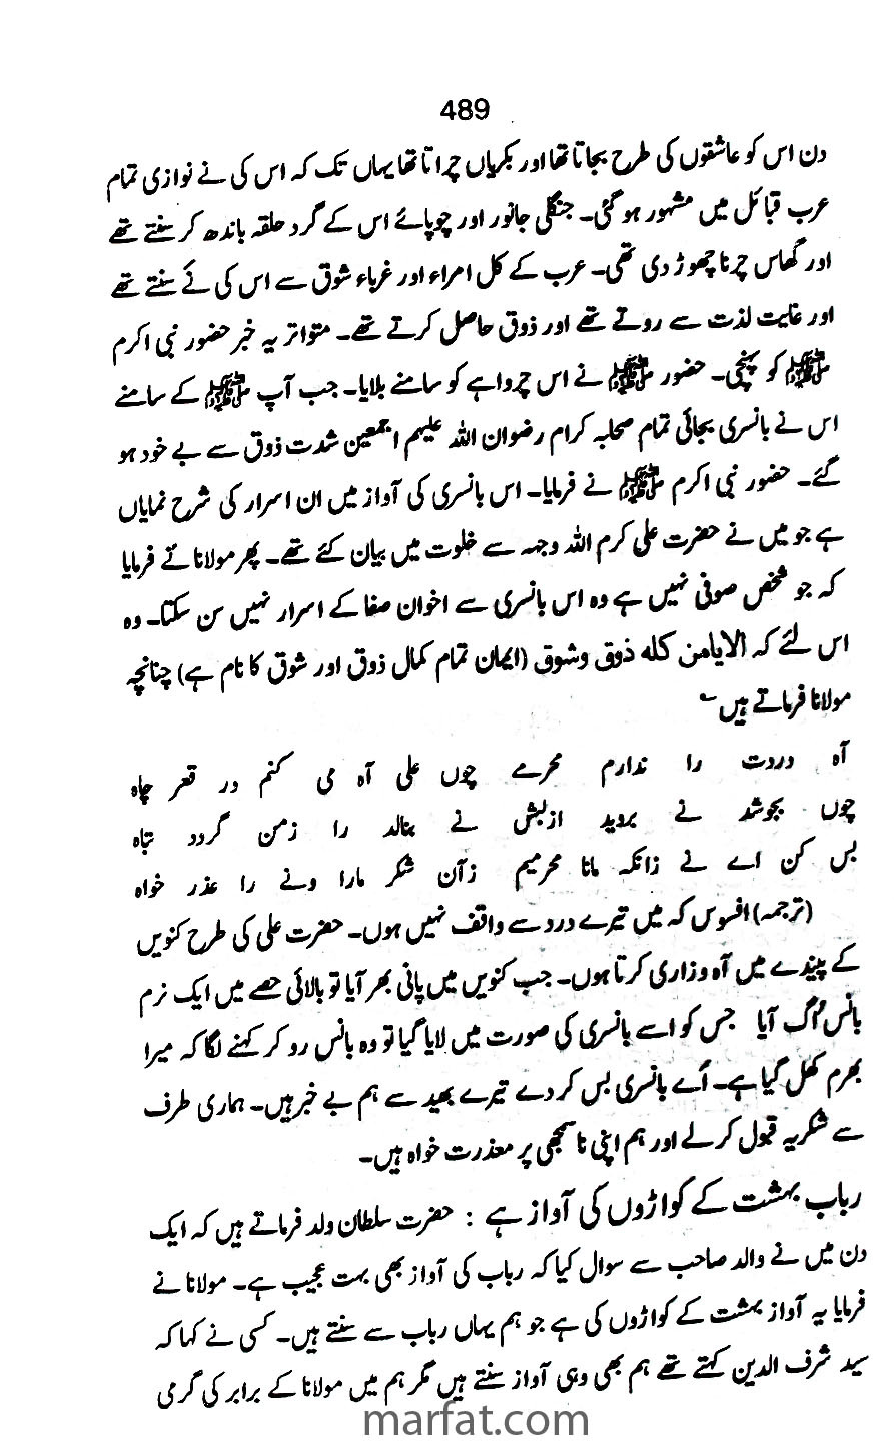 489
دن اس کو عاشقوں کی طرح بجاتا تھا اور بکریاں چراتا تھا یہاں تک کہ اس کی نے نوازی تمام
عرب قبائل میں مشہور ہو گئی۔ جنگلی جانور اور چوپائے اس کے گرد حلقہ باندھ کر سنتے تھے
اور گھاس چرنا چھوڑ دی تھی۔ عرب کے کل امراء اور غرباء شوق سے اس کی نے سنتے تھے
اور غایت لذت سے روتے تھے اور ذوق حاصل کرتے تھے۔ متواتر یہ خبر حضور نبی اکرم
ﷺ کو پہنچی۔ حضور ﷺ نے اس چرواہے کو سامنے بلایا۔ جب آپ ﷺ کے سامنے
اس نے بانسری بجائی تمام صحابہ کرام رضوان اللہ علیہم اجمعین شدت ذوق سے بے خود ہو
گئے۔ حضور نبی اکرم ﷺ نے فرمایا۔ اس بانسری کی آواز میں ان اسرار کی شرح نمایاں
ہے جو میں نے حضرت علی کرم اللہ وجہہ سے خلوت میں بیان کئے تھے۔ پھر مولانا نے فرمایا
کہ جو شخص صوفی نہیں ہے وہ اس بانسری سے اخوان صفا کے اسرار نہیں سن سکتا۔ وہ
اس لئے کہ الایامن کلہ ذوق وشوق (ایمان تمام کمال ذوق اور شوق کا نام ہے) چنانچہ
مولانا فرماتے ہیں ؎
آہ دردت را ندارم محرمے چوں علی آہ می کنم در قعر چاہ
چوں بجوشد نے بروید ازلبش نے بنالد را زمن گردد تباہ
بس کن اے نے زانکہ مانا محرمیم زآن شکر مارا ونے را عذر خواہ
(ترجمہ) افسوس کہ میں تیرے درد سے واقف نہیں ہوں۔ حضرت علی کی طرح کنویں
کے پیندے میں آہ وزاری کرتا ہوں۔ جب کنویں میں پانی بھر آیا تو بالائی حصے میں ایک نرم
بانس اُگ آیا جس کو اسے بانسری کی صورت میں لایا گیا تو وہ بانس رو کر کہنے لگا کہ میرا
بھرم کھل گیا ہے۔ اُے بانسری بس کر دے تیرے بھید سے ہم بے خبر ہیں۔ ہماری طرف
سے شکریہ قبول کر لے اور ہم اپنی نا سمجھی پر معذرت خواہ ہیں۔
رباب بہشت کے کواڑوں کی آواز ہے : حضرت سلطان ولد فرماتے ہیں کہ ایک
دن میں نے والد صاحب سے سوال کیا کہ رباب کی آواز بھی بہت عجیب ہے۔ مولانا نے
فرمایا یہ آواز بہشت کے کواڑوں کی ہے جو ہم یہاں رباب سے سنتے ہیں۔ کسی نے کہا کہ
سید شرف الدین کہتے تھے ہم بھی وہی آواز سنتے ہیں مگر ہم میں مولانا کے برابر کی گرمی
marfat.com